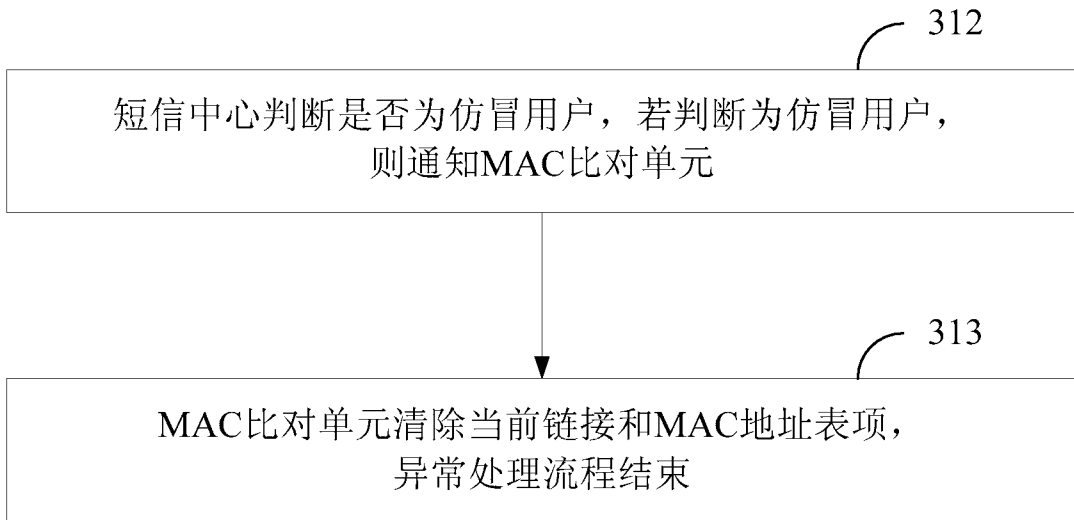 312
短信中心判断是否为仿冒用户，若判断为仿冒用户，
则通知MAC比对单元
313
MAC比对单元清除当前链接和MAC地址表项，
异常处理流程结束